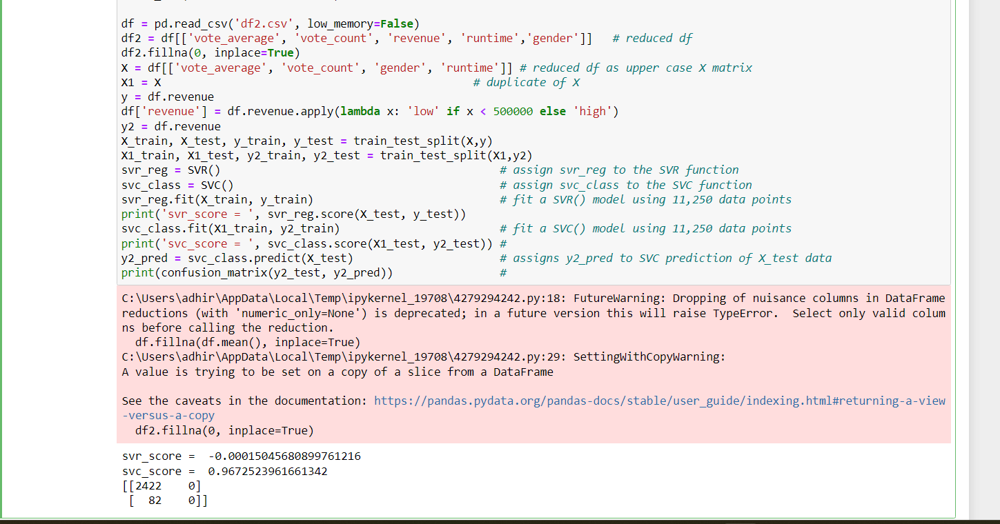 df = pd.read_csv('df2.csv', low_memory=False)
df2 = df[['vote_average', 'vote_count', 'revenue', 'runtime','gender']]   # reduced df
df2.fillna(0, inplace=True)
X = df[['vote_average', 'vote_count', 'gender', 'runtime']] # reduced df as upper case X matrix
X1 = X                                               # duplicate of X
y = df.revenue
df['revenue'] = df.revenue.apply(lambda x: 'low' if x < 500000 else 'high')
y2 = df.revenue
X_train, X_test, y_train, y_test = train_test_split(X,y)
X1_train, X1_test, y2_train, y2_test = train_test_split(X1,y2)
svr_reg = SVR()                                          # assign svr_reg to the SVR function
svc_class = SVC()                                        # assign svc_class to the SVC function
svr_reg.fit(X_train, y_train)                            # fit a SVR() model using 11,250 data points
print('svr_score = ', svr_reg.score(X_test, y_test))
svc_class.fit(X1_train, y2_train)                        # fit a SVC() model using 11,250 data points
print('svc_score = ', svc_class.score(X1_test, y2_test)) #
y2_pred = svc_class.predict(X_test)                      # assigns y2_pred to SVC prediction of X_test data
print(confusion_matrix(y2_test, y2_pred))                #
C:\Users\adhir\AppData\Local\Temp\ipykernel_19708\4279294242.py:18: FutureWarning: Dropping of nuisance columns in DataFrame
reductions (with 'numeric_only=None') is deprecated; in a future version this will raise TypeError.  Select only valid colum
ns before calling the reduction.
  df.fillna(df.mean(), inplace=True)
C:\Users\adhir\AppData\Local\Temp\ipykernel_19708\4279294242.py:29: SettingWithCopyWarning:
A value is trying to be set on a copy of a slice from a DataFrame
See the caveats in the documentation: https://pandas.pydata.org/pandas-docs/stable/user_guide/indexing.html#returning-a-view
-versus-a-copy
  df2.fillna(0, inplace=True)
svr_score =  -0.00015045680899761216
svc_score =  0.9672523961661342
[[2422    0]
 [  82    0]]